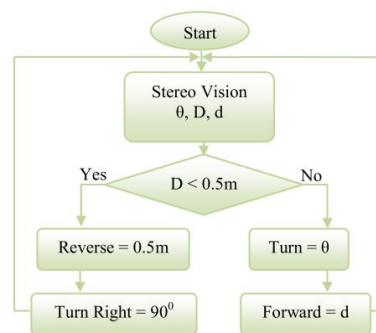 Start
Stereo Vision
θ, D, d
Yes
No
D < 0.5m
Reverse = 0.5m
Turn = θ
Turn Right = 90⁰
Forward = d